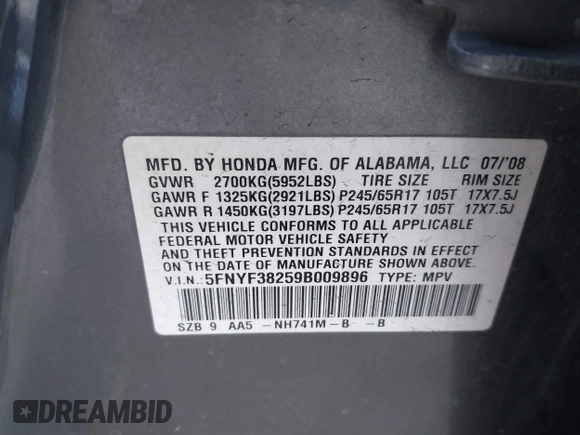 MFD. BY HONDA MFG. OF ALABAMA, LLC 07/'08
GVWR 2700KG(5952LBS) TIRE SIZE RIM SIZE
GAWR F 1325KG(2921LBS) P245/65R17 105T 17X7.5J
GAWR R 1450KG(3197LBS) P245/65R17 105T 17X7.5J
THIS VEHICLE CONFORMS TO ALL APPLICABLE
FEDERAL MOTOR VEHICLE SAFETY
AND THEFT PREVENTION STANDARDS IN EFFECT
ON THE DATE OF MANUFACTURE SHOWN ABOVE.
V.I.N.: 5FNYF38259B009896 TYPE: MPV
SZB 9 AA5 -NH741M-B -B
DREAMBID